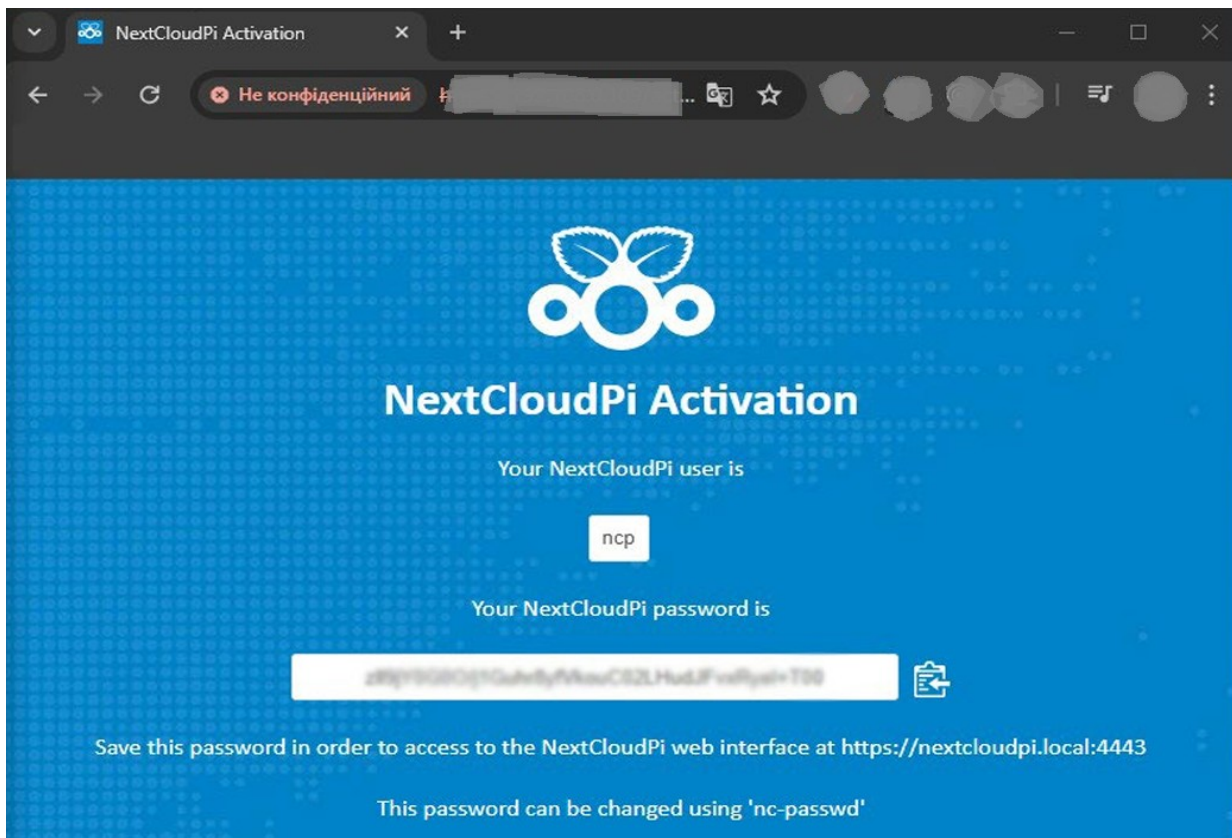 NextCloudPi Activation
Не конфіденційний
NextCloudPi Activation
Your NextCloudPi user is
ncp
Your NextCloudPi password is
Save this password in order to access to the NextCloudPi web interface at https://nextcloudpi.local:4443
This password can be changed using 'nc-passwd'